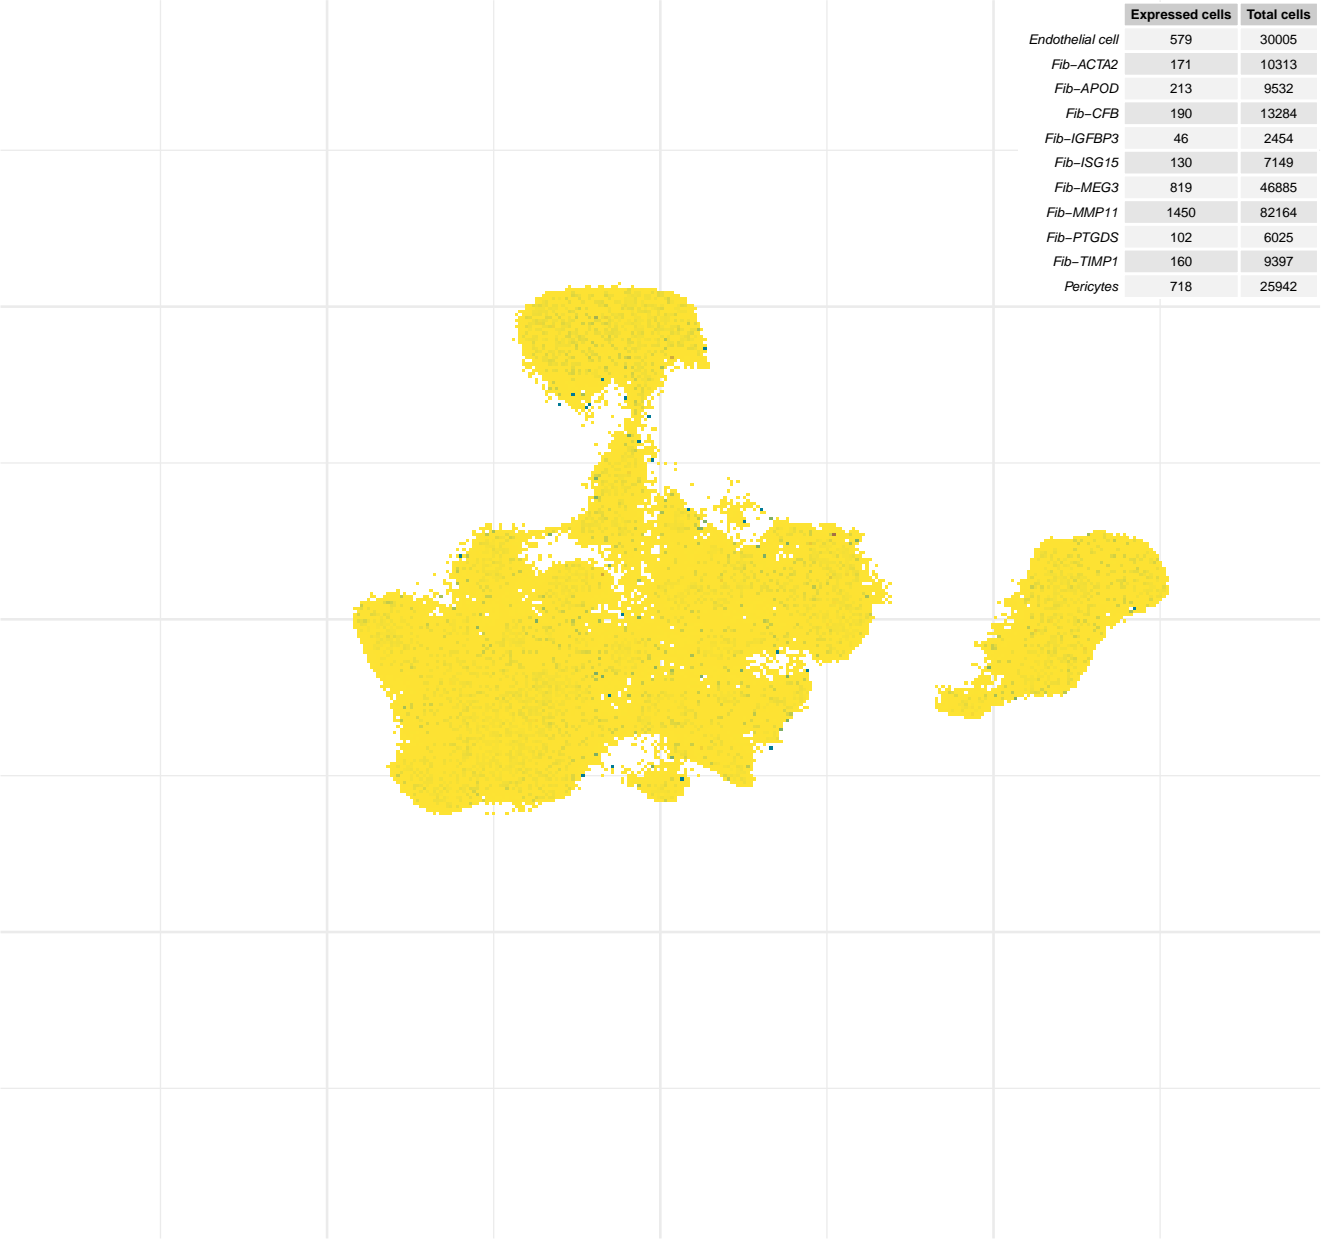 Expressed cells Total cells
Endothelial cell 579 30005
Fib−ACTA2 171 10313
Fib−APOD 213 9532
Fib−CFB 190 13284
Fib−IGFBP3 46 2454
Fib−ISG15 130 7149
Fib−MEG3 819 46885
Fib−MMP11 1450 82164
Fib−PTGDS 102 6025
Fib−TIMP1 160 9397
Pericytes 718 25942